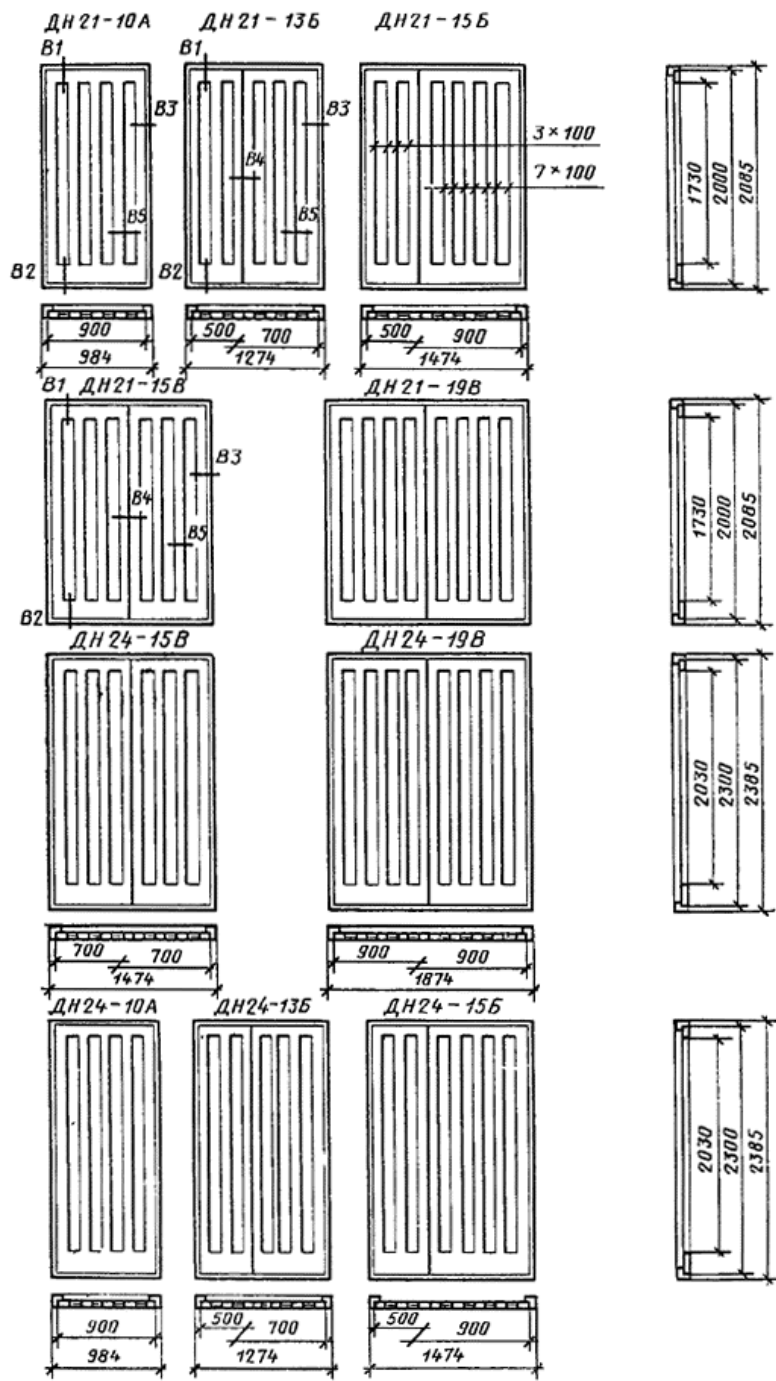 ДН21-10А ДН21-13Б ДН21-15Б
В1 В1
В3 В3
3×100
В4
7×100
В5 В5
В2 В2
1730 2000 2085
900 500 700 500 900
984 1274 1474
В1 ДН21-15В ДН21-19В
В3
В4
В5
В2
1730 2000 2085
ДН24-15В ДН24-19В
2030 2300 2385
700 700 900 900
1474 1874
ДН24-10А ДН24-13Б ДН24-15Б
2030 2300 2385
900 500 700 500 900
984 1274 1474